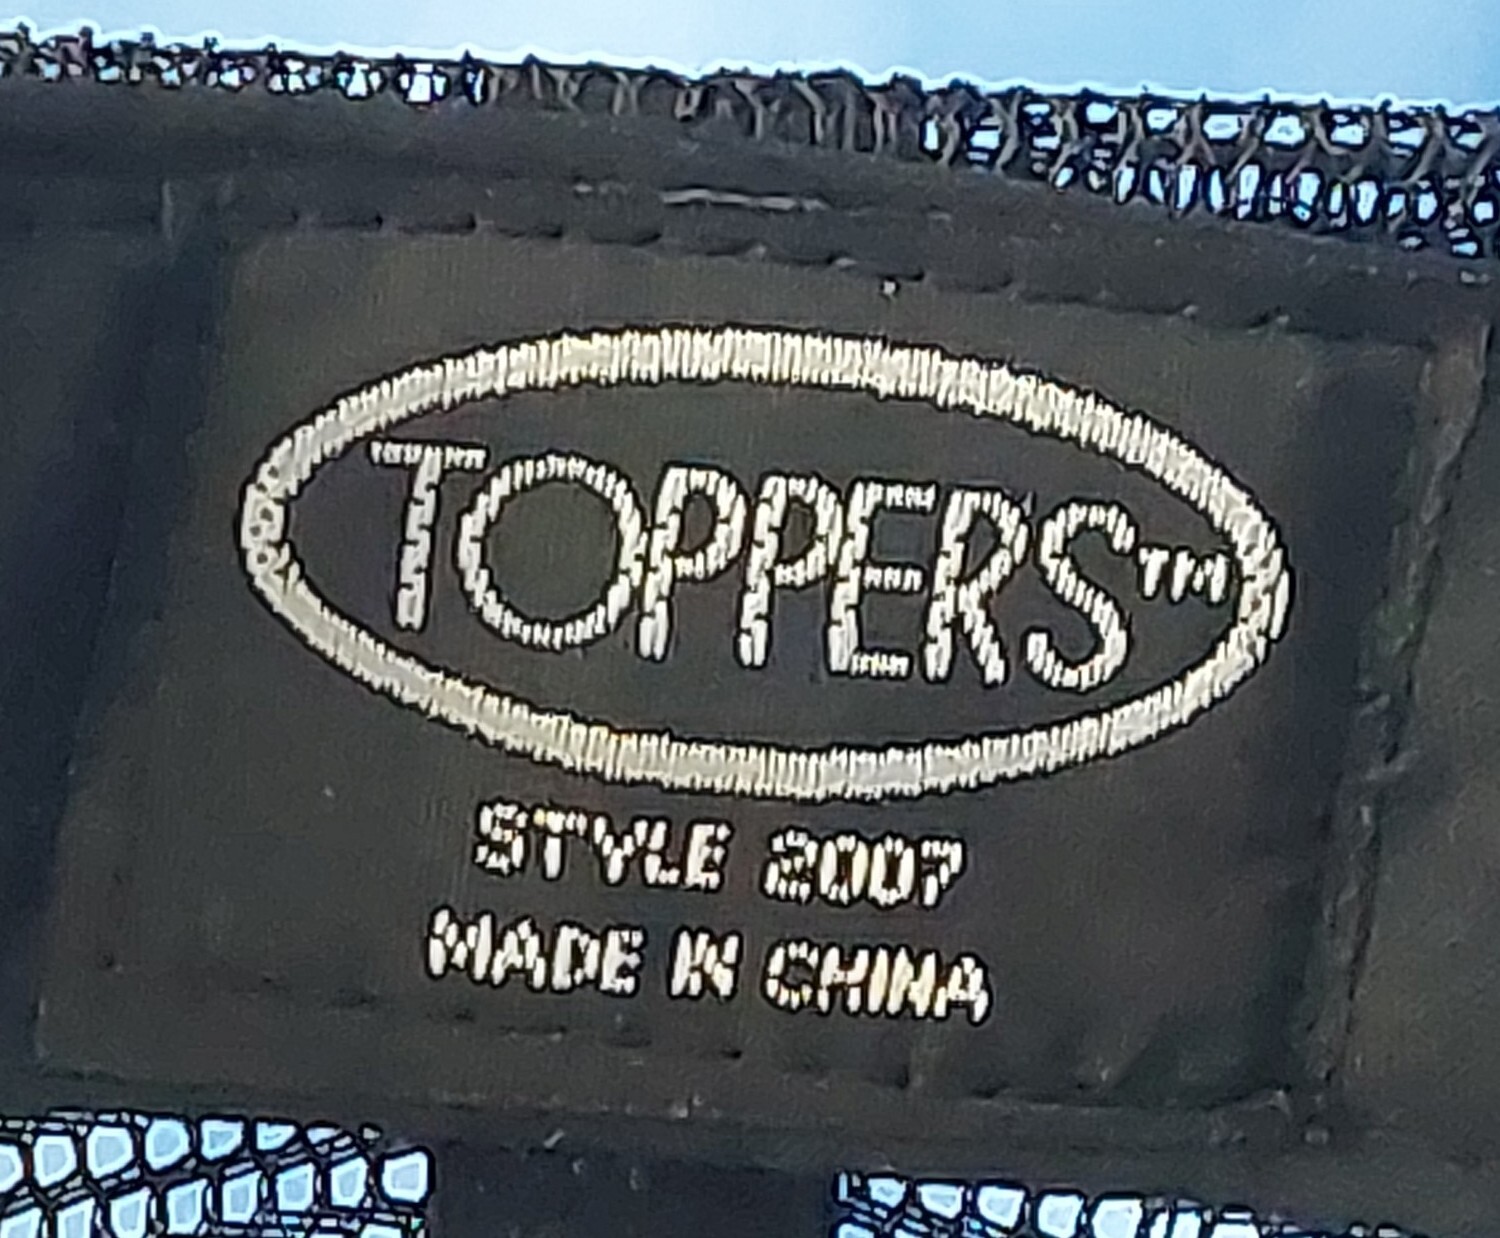 TOPPERS™
STYLE 2007
MADE IN CHINA